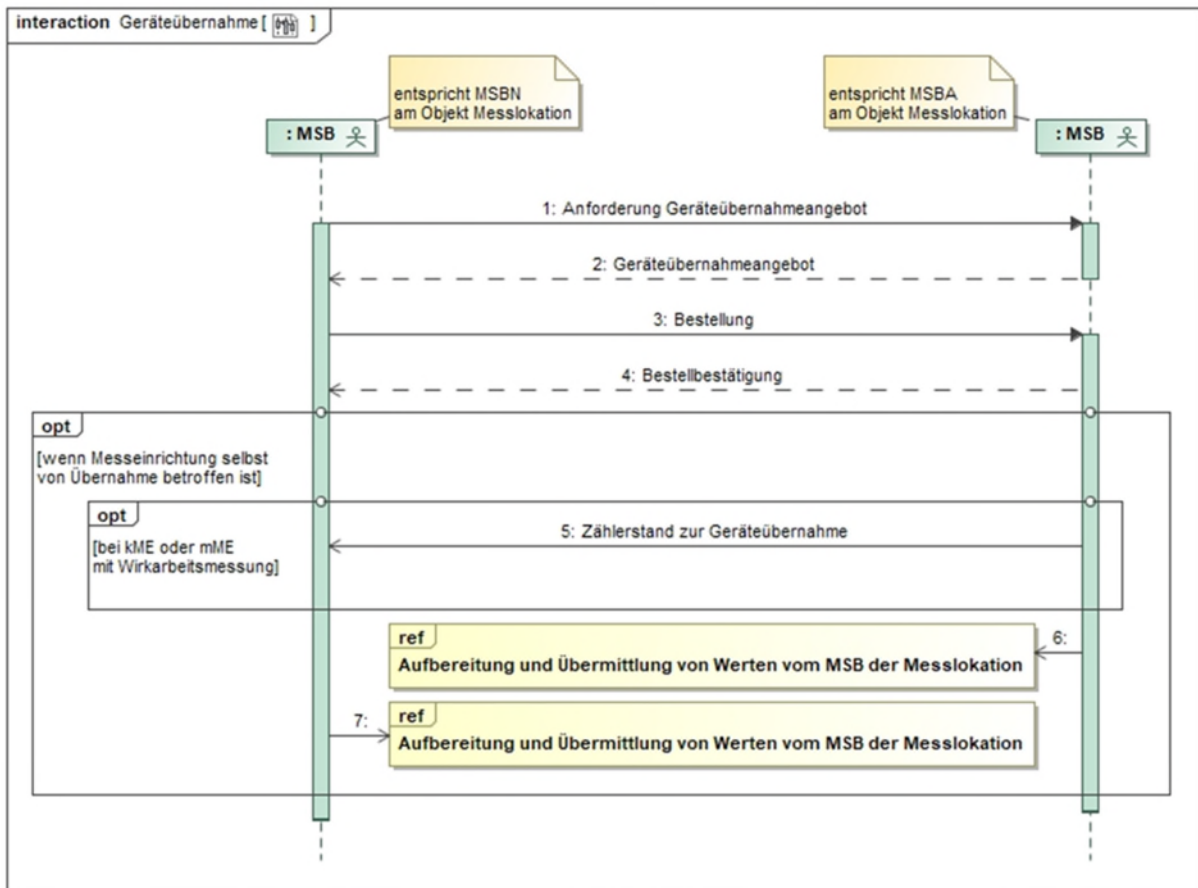 interaction Geräteübernahme [ ]
entspricht MSBN
am Objekt Messlokation
entspricht MSBA
am Objekt Messlokation
: MSB
: MSB
1: Anforderung Geräteübernahmeangebot
2: Geräteübernahmeangebot
3: Bestellung
4: Bestellbestätigung
opt
[wenn Messeinrichtung selbst
von Übernahme betroffen ist]
opt
5: Zählerstand zur Geräteübernahme
[bei kME oder mME
mit Wirkarbeitsmessung]
ref
6:
Aufbereitung und Übermittlung von Werten vom MSB der Messlokation
7:
ref
Aufbereitung und Übermittlung von Werten vom MSB der Messlokation